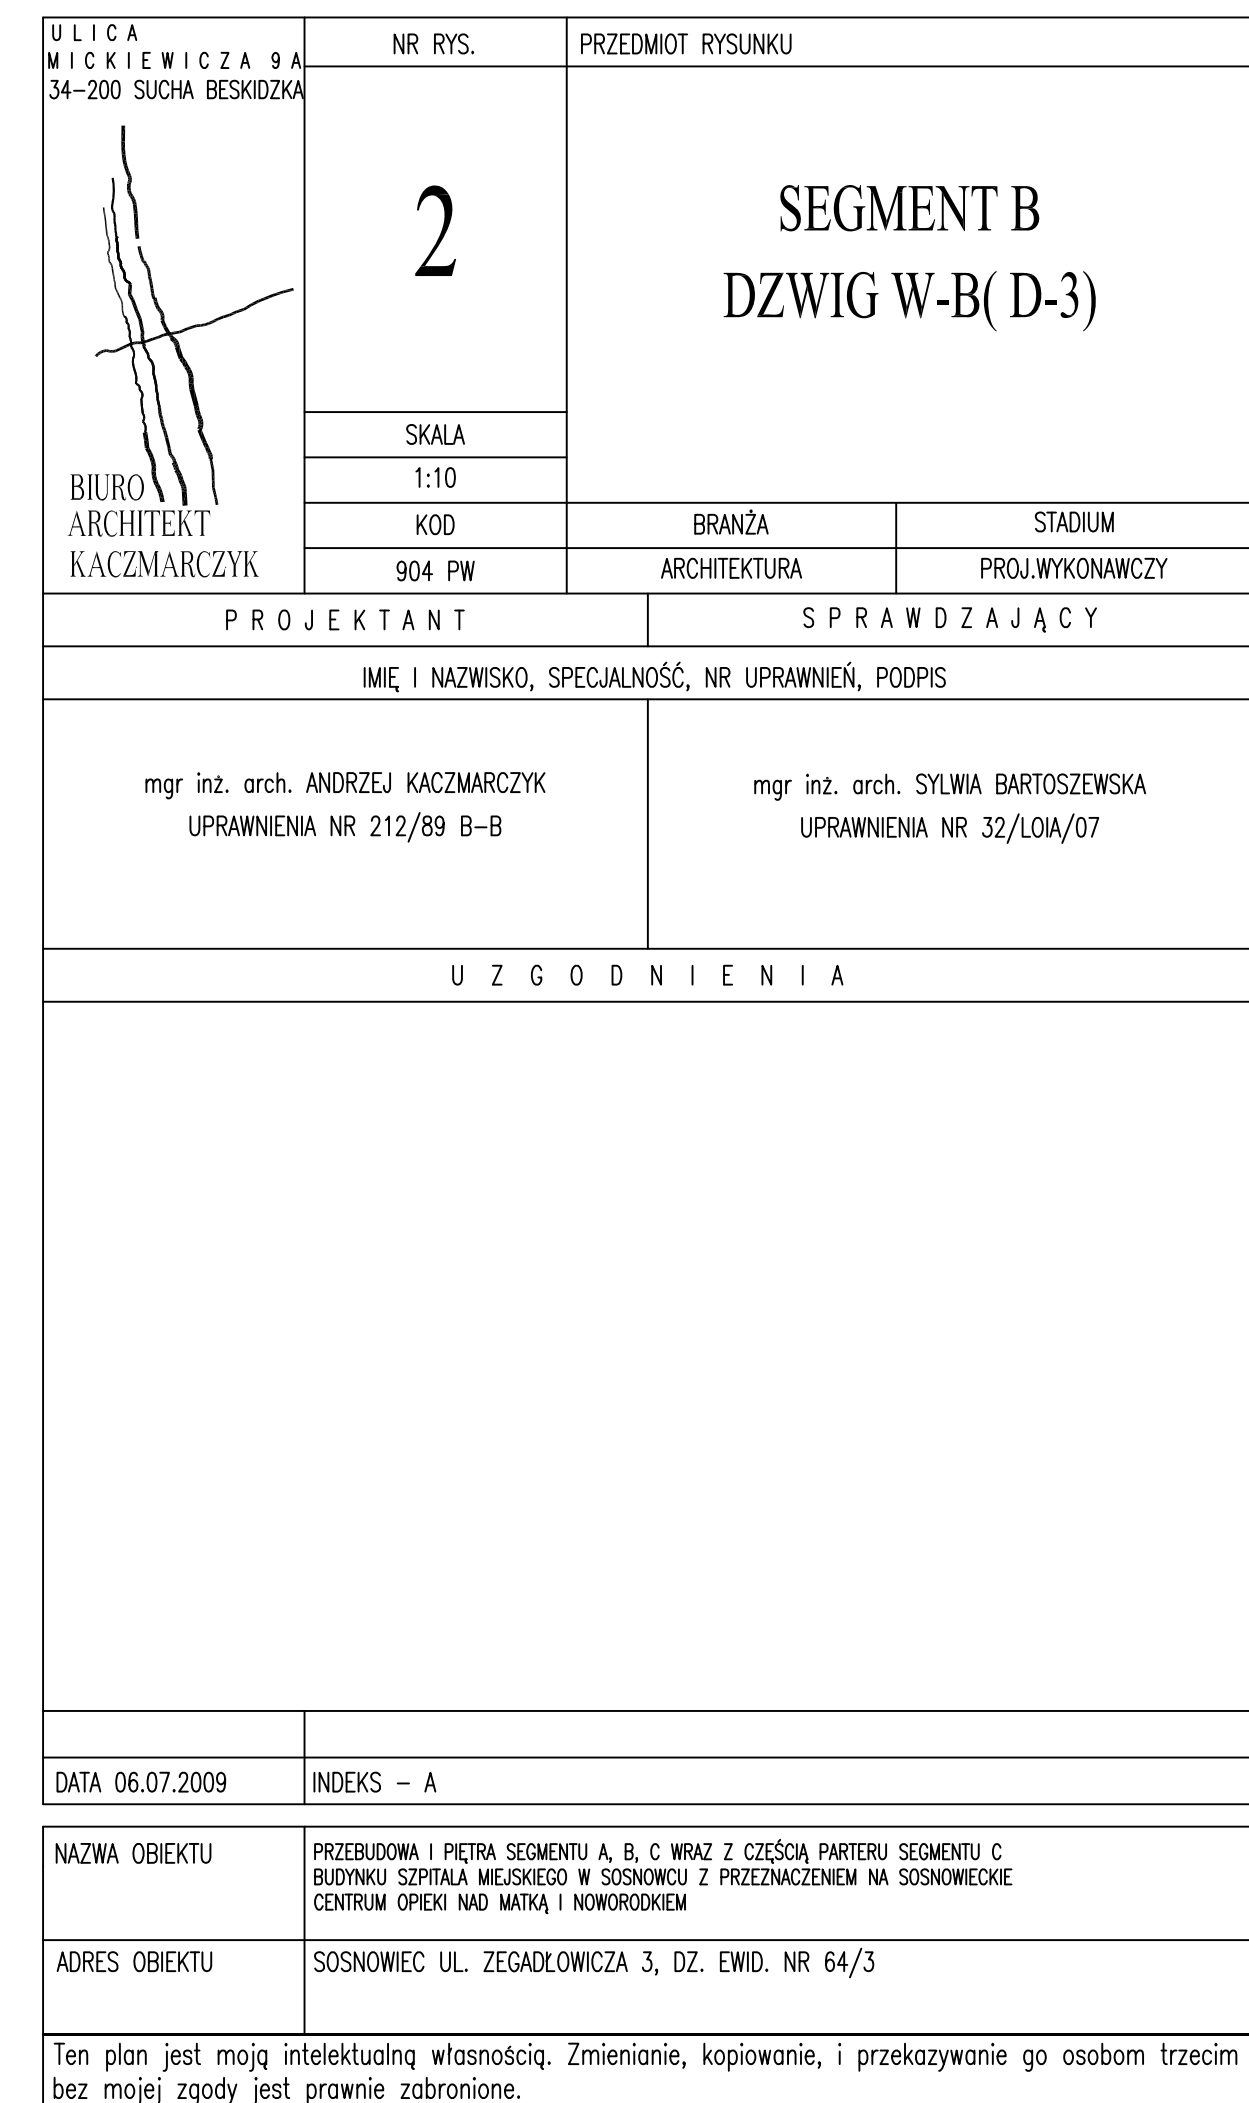 ULICA
MICKIEWICZA 9A
34-200 SUCHA BESKIDZKA
BIURO
ARCHITEKT
KACZMARCZYK
NR RYS.
2
SKALA
1:10
KOD
904 PW
PRZEDMIOT RYSUNKU
SEGMENT B
DZWIG W-B( D-3)
BRANŻA
ARCHITEKTURA
STADIUM
PROJ.WYKONAWCZY
PROJEKTANT
SPRAWDZAJĄCY
IMIĘ I NAZWISKO, SPECJALNOŚĆ, NR UPRAWNIEŃ, PODPIS
mgr inż. arch. ANDRZEJ KACZMARCZYK
UPRAWNIENIA NR 212/89 B-B
mgr inż. arch. SYLWIA BARTOSZEWSKA
UPRAWNIENIA NR 32/LOIA/07
UZGODNIENIA
DATA 06.07.2009
INDEKS - A
NAZWA OBIEKTU
PRZEBUDOWA I PIĘTRA SEGMENTU A, B, C WRAZ Z CZĘŚCIĄ PARTERU SEGMENTU C
BUDYNKU SZPITALA MIEJSKIEGO W SOSNOWCU Z PRZEZNACZENIEM NA SOSNOWIECKIE
CENTRUM OPIEKI NAD MATKĄ I NOWORODKIEM
ADRES OBIEKTU
SOSNOWIEC UL. ZEGADŁOWICZA 3, DZ. EWID. NR 64/3
Ten plan jest moją intelektualną własnością. Zmienianie, kopiowanie, i przekazywanie go osobom trzecim
bez mojej zgody jest prawnie zabronione.